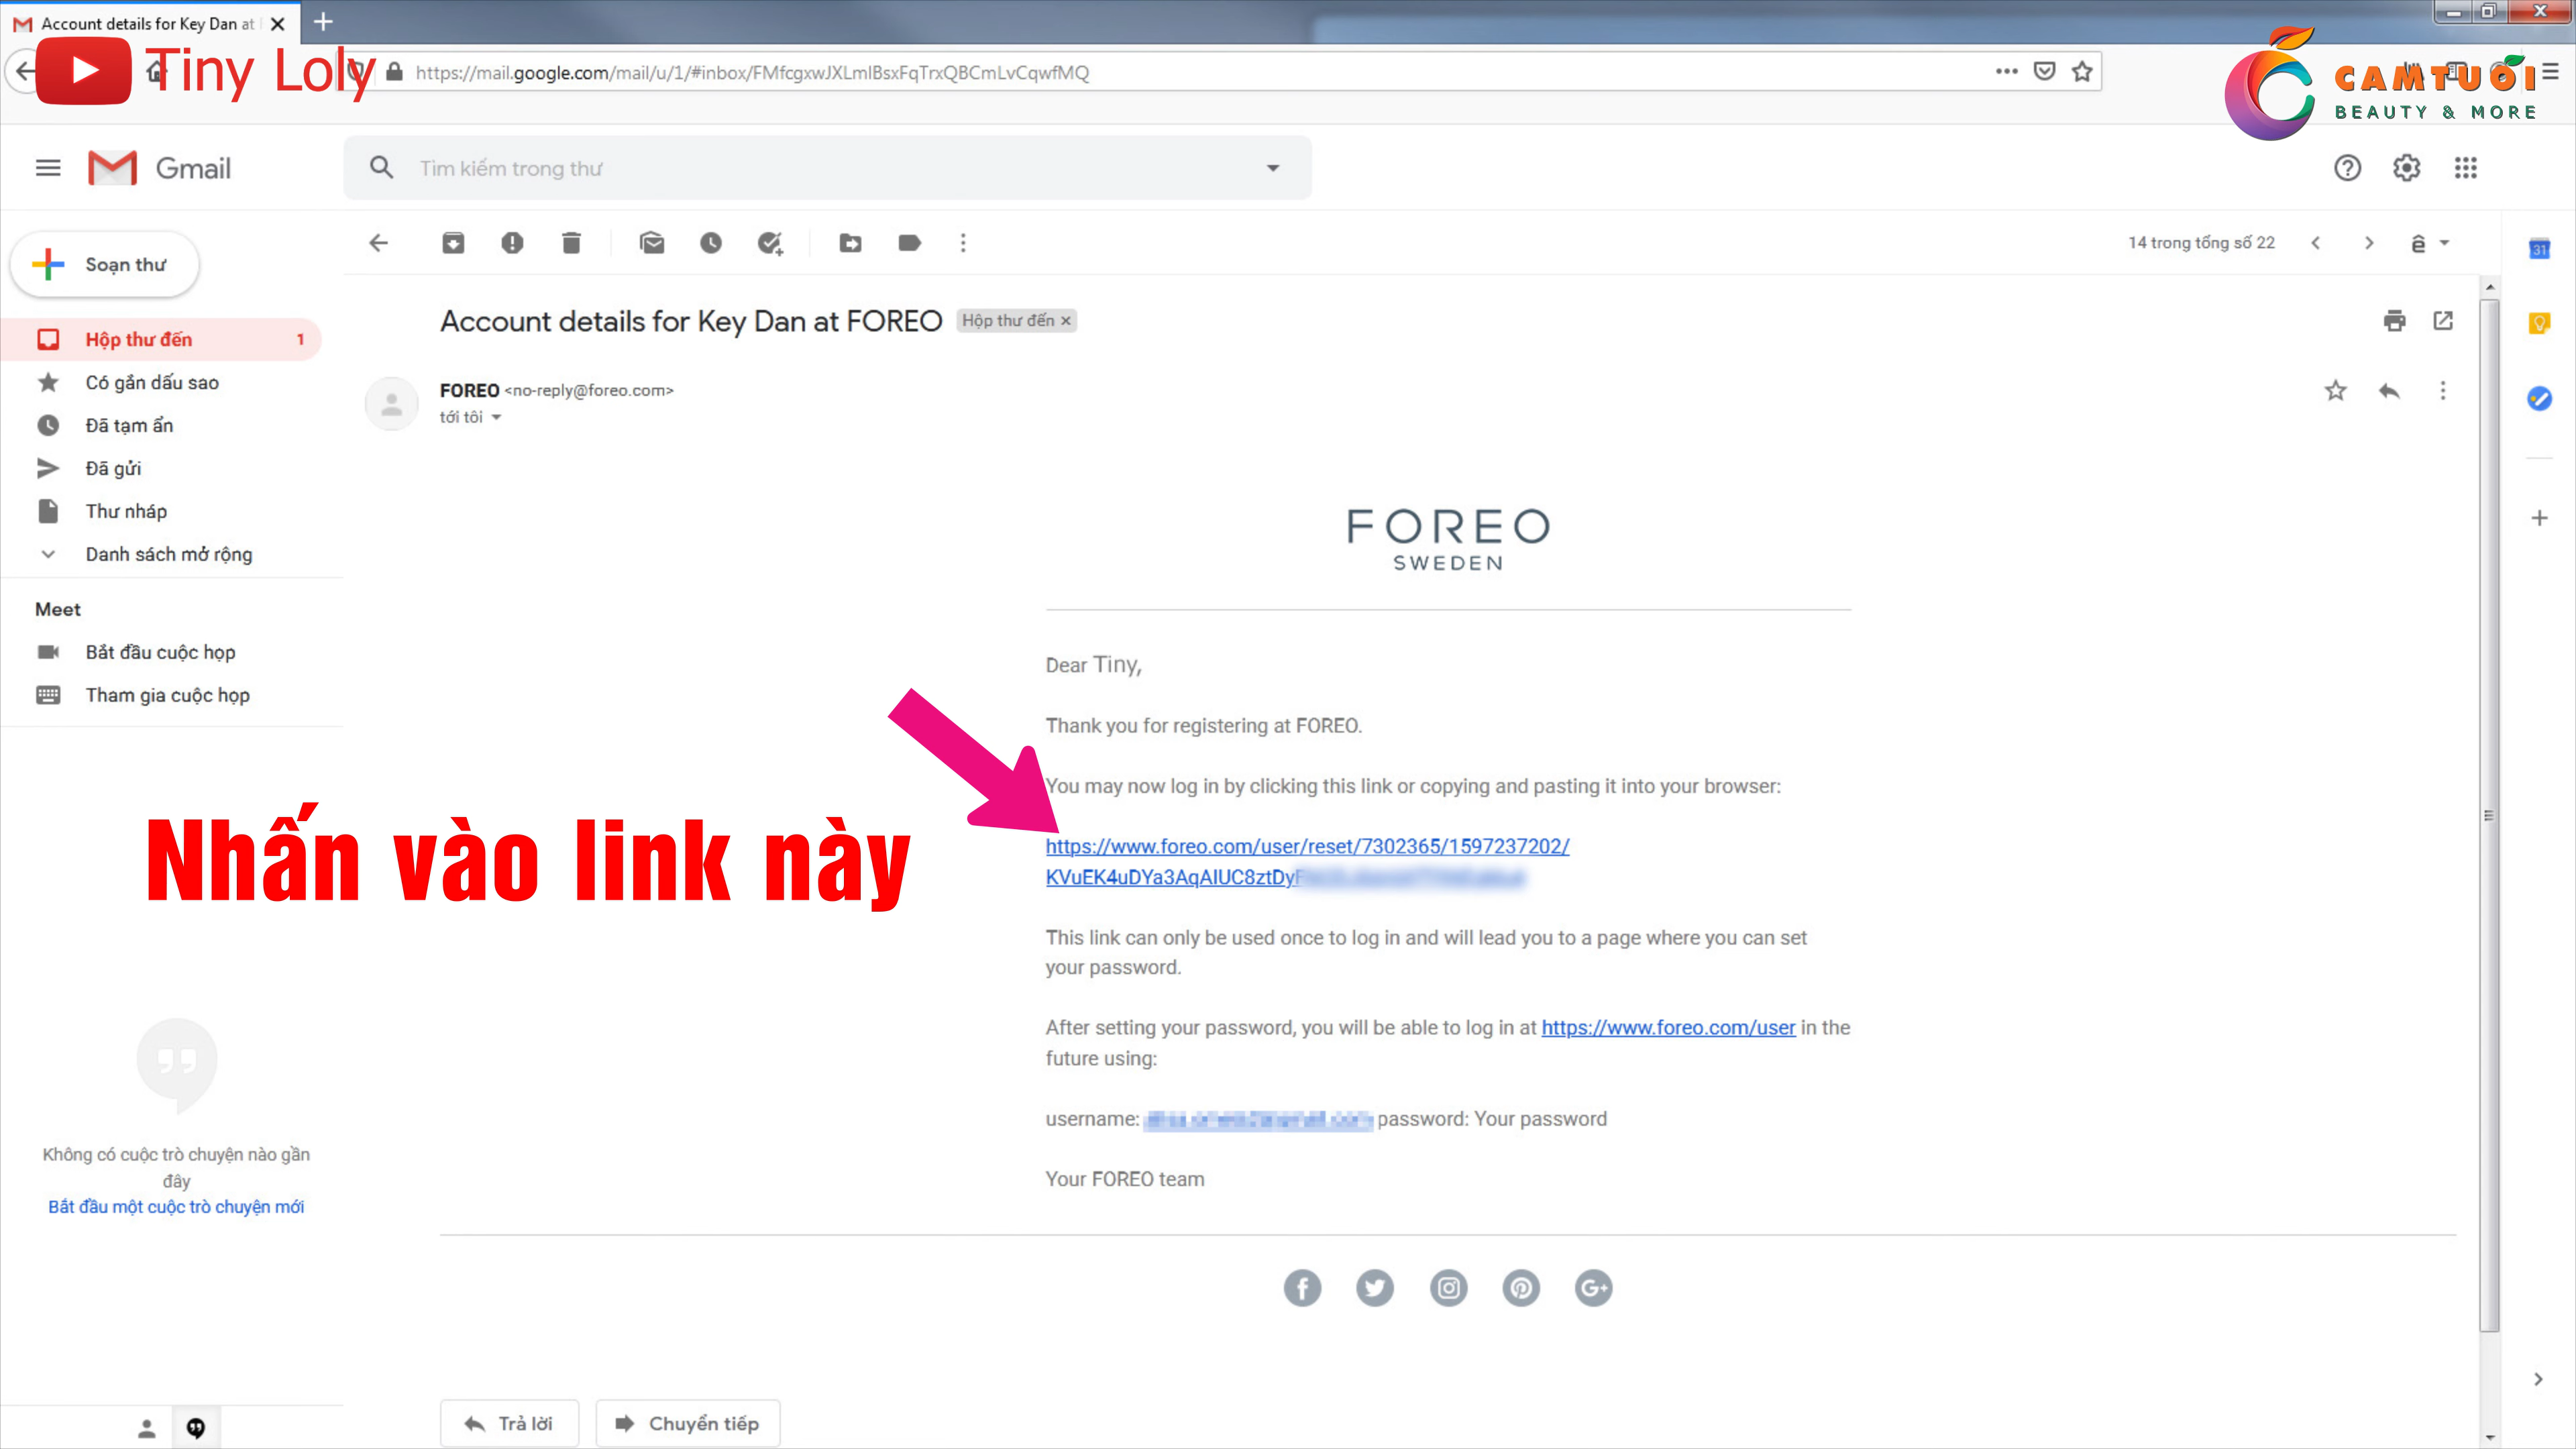 Account details for Key Dan at
Tiny Loly
https://mail.google.com/mail/u/1/#inbox/FMfcgxwJXLmlBsxFqTrxQBCmLvCqwfMQ
CAMTUỔI
BEAUTY & MORE
Gmail
Tìm kiếm trong thư
Soạn thư
14 trong tổng số 22
31
Hộp thư đến 1
Có gắn dấu sao
Đã tạm ẩn
Đã gửi
Thư nháp
Danh sách mở rộng
Meet
Bắt đầu cuộc họp
Tham gia cuộc họp
Không có cuộc trò chuyện nào gần
đây
Bắt đầu một cuộc trò chuyện mới
Account details for Key Dan at FOREO Hộp thư đến ×
FOREO <no-reply@foreo.com>
tới tôi
FOREO
SWEDEN
Dear Tiny,
Thank you for registering at FOREO.
You may now log in by clicking this link or copying and pasting it into your browser:
Nhấn vào link này
https://www.foreo.com/user/reset/7302365/1597237202/
KVuEK4uDYa3AqAIUC8ztDy
This link can only be used once to log in and will lead you to a page where you can set
your password.
After setting your password, you will be able to log in at https://www.foreo.com/user in the
future using:
username: password: Your password
Your FOREO team
Trả lời
Chuyển tiếp